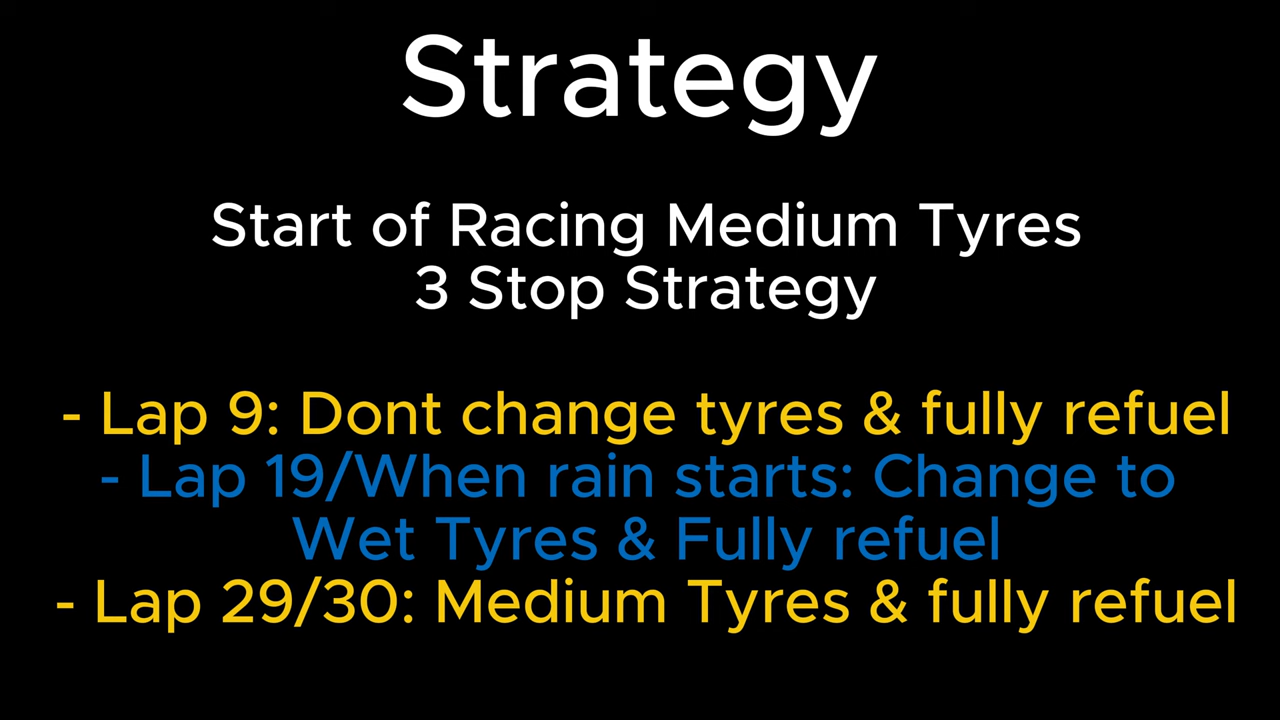 Strategy
Start of Racing Medium Tyres
3 Stop Strategy
- Lap 9: Dont change tyres & fully refuel
- Lap 19/When rain starts: Change to
Wet Tyres & Fully refuel
- Lap 29/30: Medium Tyres & fully refuel